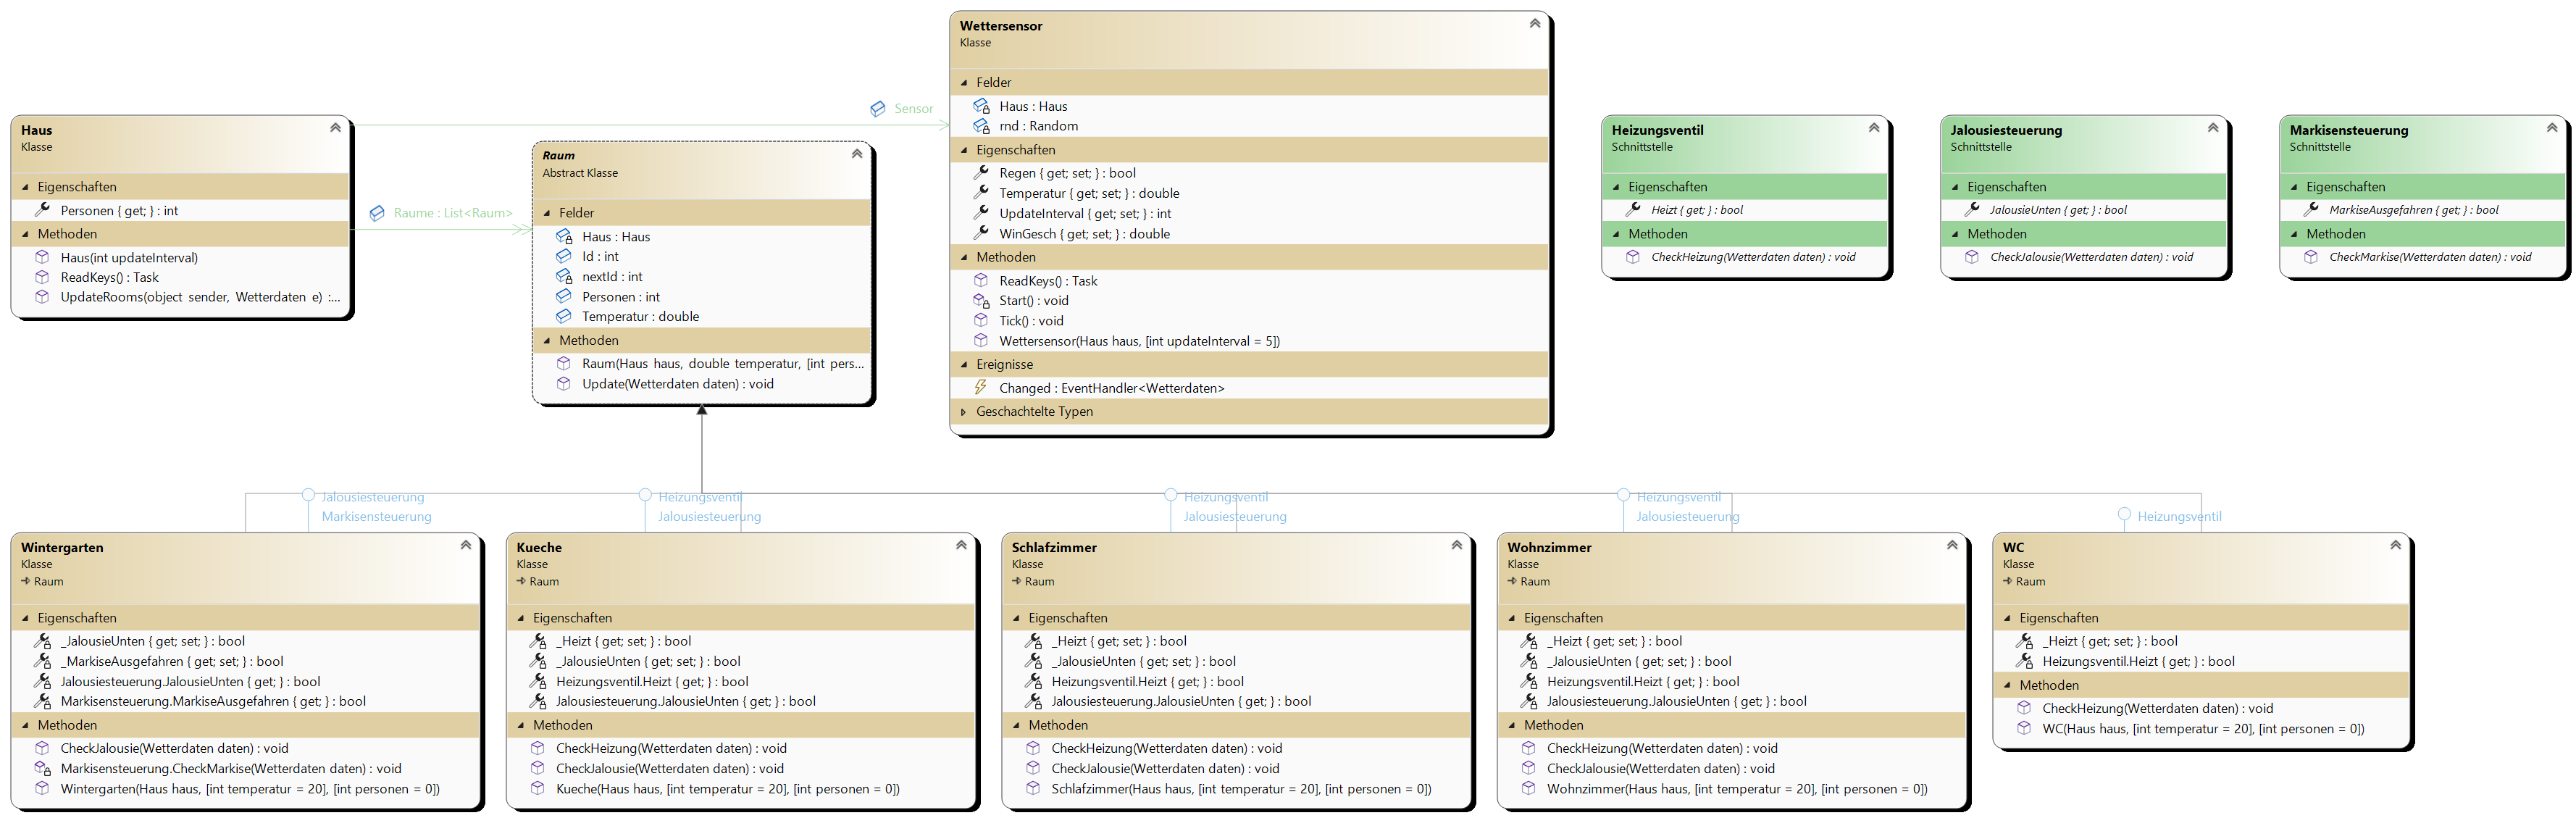 Haus
Klasse
Eigenschaften
Personen { get; } : int
Methoden
Haus(int updateInterval)
ReadKeys() : Task
UpdateRooms(object sender, Wetterdaten e) :...
Sensor
Raume : List<Raum>
Raum
Abstract Klasse
Felder
Haus : Haus
Id : int
nextId : int
Personen : int
Temperatur : double
Methoden
Raum(Haus haus, double temperatur, [int pers...
Update(Wetterdaten daten) : void
Wettersensor
Klasse
Felder
Haus : Haus
rnd : Random
Eigenschaften
Regen { get; set; } : bool
Temperatur { get; set; } : double
UpdateInterval { get; set; } : int
WinGesch { get; set; } : double
Methoden
ReadKeys() : Task
Start() : void
Tick() : void
Wettersensor(Haus haus, [int updateInterval = 5])
Ereignisse
Changed : EventHandler<Wetterdaten>
Geschachtelte Typen
Heizungsventil
Schnittstelle
Eigenschaften
Heizt { get; } : bool
Methoden
CheckHeizung(Wetterdaten daten) : void
Jalousiesteuerung
Schnittstelle
Eigenschaften
JalousieUnten { get; } : bool
Methoden
CheckJalousie(Wetterdaten daten) : void
Markisensteuerung
Schnittstelle
Eigenschaften
MarkiseAusgefahren { get; } : bool
Methoden
CheckMarkise(Wetterdaten daten) : void
Jalousiesteuerung
Markisensteuerung
Wintergarten
Klasse
Raum
Eigenschaften
_JalousieUnten { get; set; } : bool
_MarkiseAusgefahren { get; set; } : bool
Jalousiesteuerung.JalousieUnten { get; } : bool
Markisensteuerung.MarkiseAusgefahren { get; } : bool
Methoden
CheckJalousie(Wetterdaten daten) : void
Markisensteuerung.CheckMarkise(Wetterdaten daten) : void
Wintergarten(Haus haus, [int temperatur = 20], [int personen = 0])
Heizungsventil
Jalousiesteuerung
Kueche
Klasse
Raum
Eigenschaften
_Heizt { get; set; } : bool
_JalousieUnten { get; set; } : bool
Heizungsventil.Heizt { get; } : bool
Jalousiesteuerung.JalousieUnten { get; } : bool
Methoden
CheckHeizung(Wetterdaten daten) : void
CheckJalousie(Wetterdaten daten) : void
Kueche(Haus haus, [int temperatur = 20], [int personen = 0])
Heizungsventil
Jalousiesteuerung
Schlafzimmer
Klasse
Raum
Eigenschaften
_Heizt { get; set; } : bool
_JalousieUnten { get; set; } : bool
Heizungsventil.Heizt { get; } : bool
Jalousiesteuerung.JalousieUnten { get; } : bool
Methoden
CheckHeizung(Wetterdaten daten) : void
CheckJalousie(Wetterdaten daten) : void
Schlafzimmer(Haus haus, [int temperatur = 20], [int personen = 0])
Heizungsventil
Jalousiesteuerung
Wohnzimmer
Klasse
Raum
Eigenschaften
_Heizt { get; set; } : bool
_JalousieUnten { get; set; } : bool
Heizungsventil.Heizt { get; } : bool
Jalousiesteuerung.JalousieUnten { get; } : bool
Methoden
CheckHeizung(Wetterdaten daten) : void
CheckJalousie(Wetterdaten daten) : void
Wohnzimmer(Haus haus, [int temperatur = 20], [int personen = 0])
Heizungsventil
WC
Klasse
Raum
Eigenschaften
_Heizt { get; set; } : bool
Heizungsventil.Heizt { get; } : bool
Methoden
CheckHeizung(Wetterdaten daten) : void
WC(Haus haus, [int temperatur = 20], [int personen = 0])